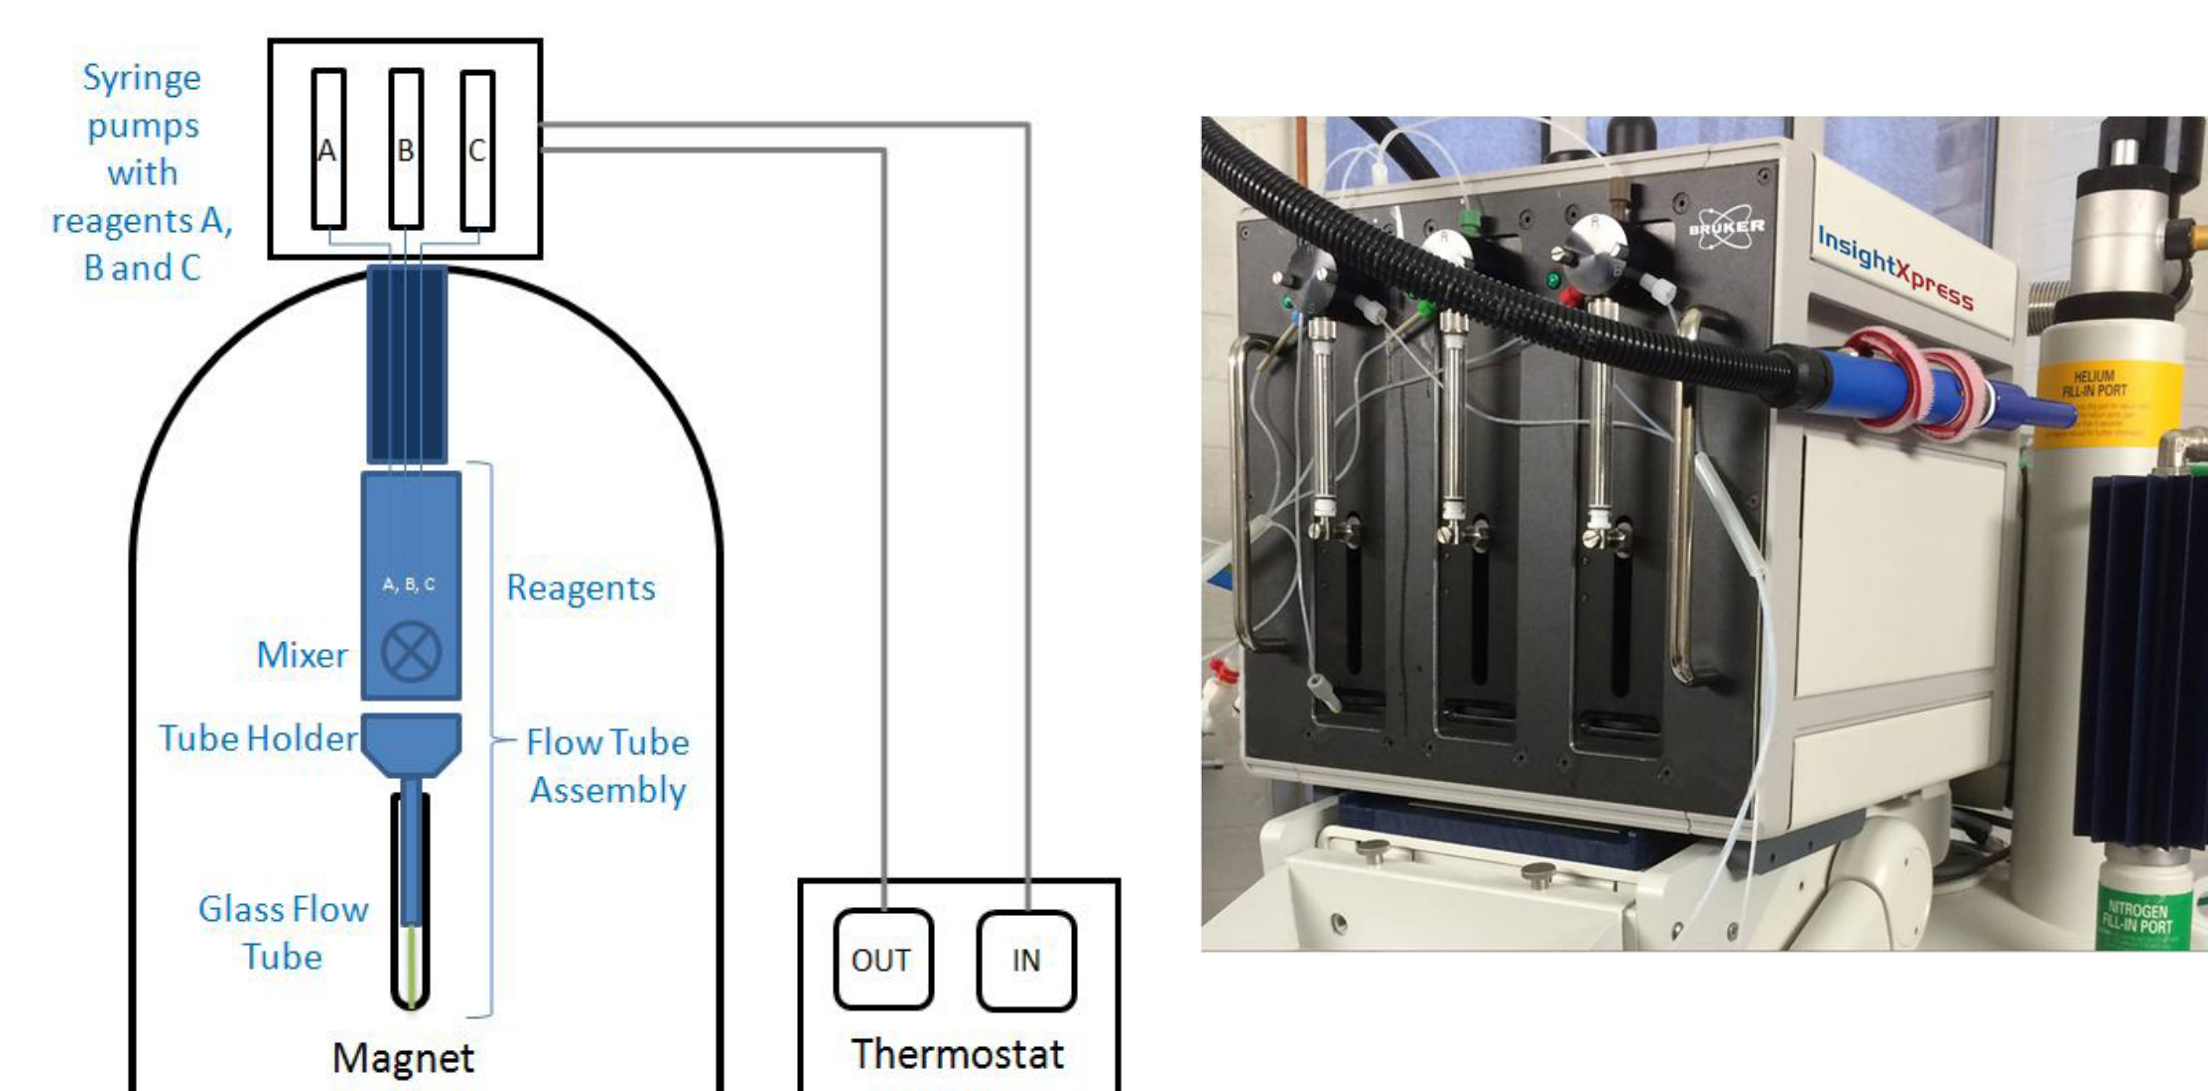 Syringe
pumps
with
reagents A,
B and C
A
B
C
A, B, C
Reagents
Mixer
Tube Holder
Flow Tube
Assembly
Glass Flow
Tube
Magnet
OUT
IN
Thermostat
BRUKER
InsightXpress
HELIUM
FILL-IN PORT
NITROGEN
FILL-IN PORT